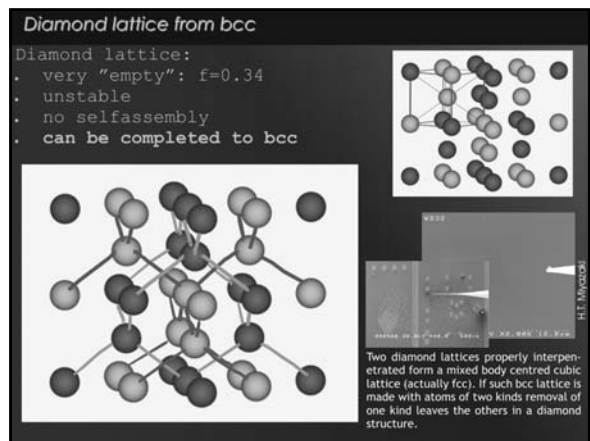 Diamond lattice from bcc
Diamond lattice:
. very "empty": f=0.34
. unstable
. no selfassembly
. can be completed to bcc
H.T. Miyazaki
Two diamond lattices properly interpen-
etrated form a mixed body centred cubic
lattice (actually fcc). If such bcc lattice is
made with atoms of two kinds removal of
one kind leaves the others in a diamond
structure.